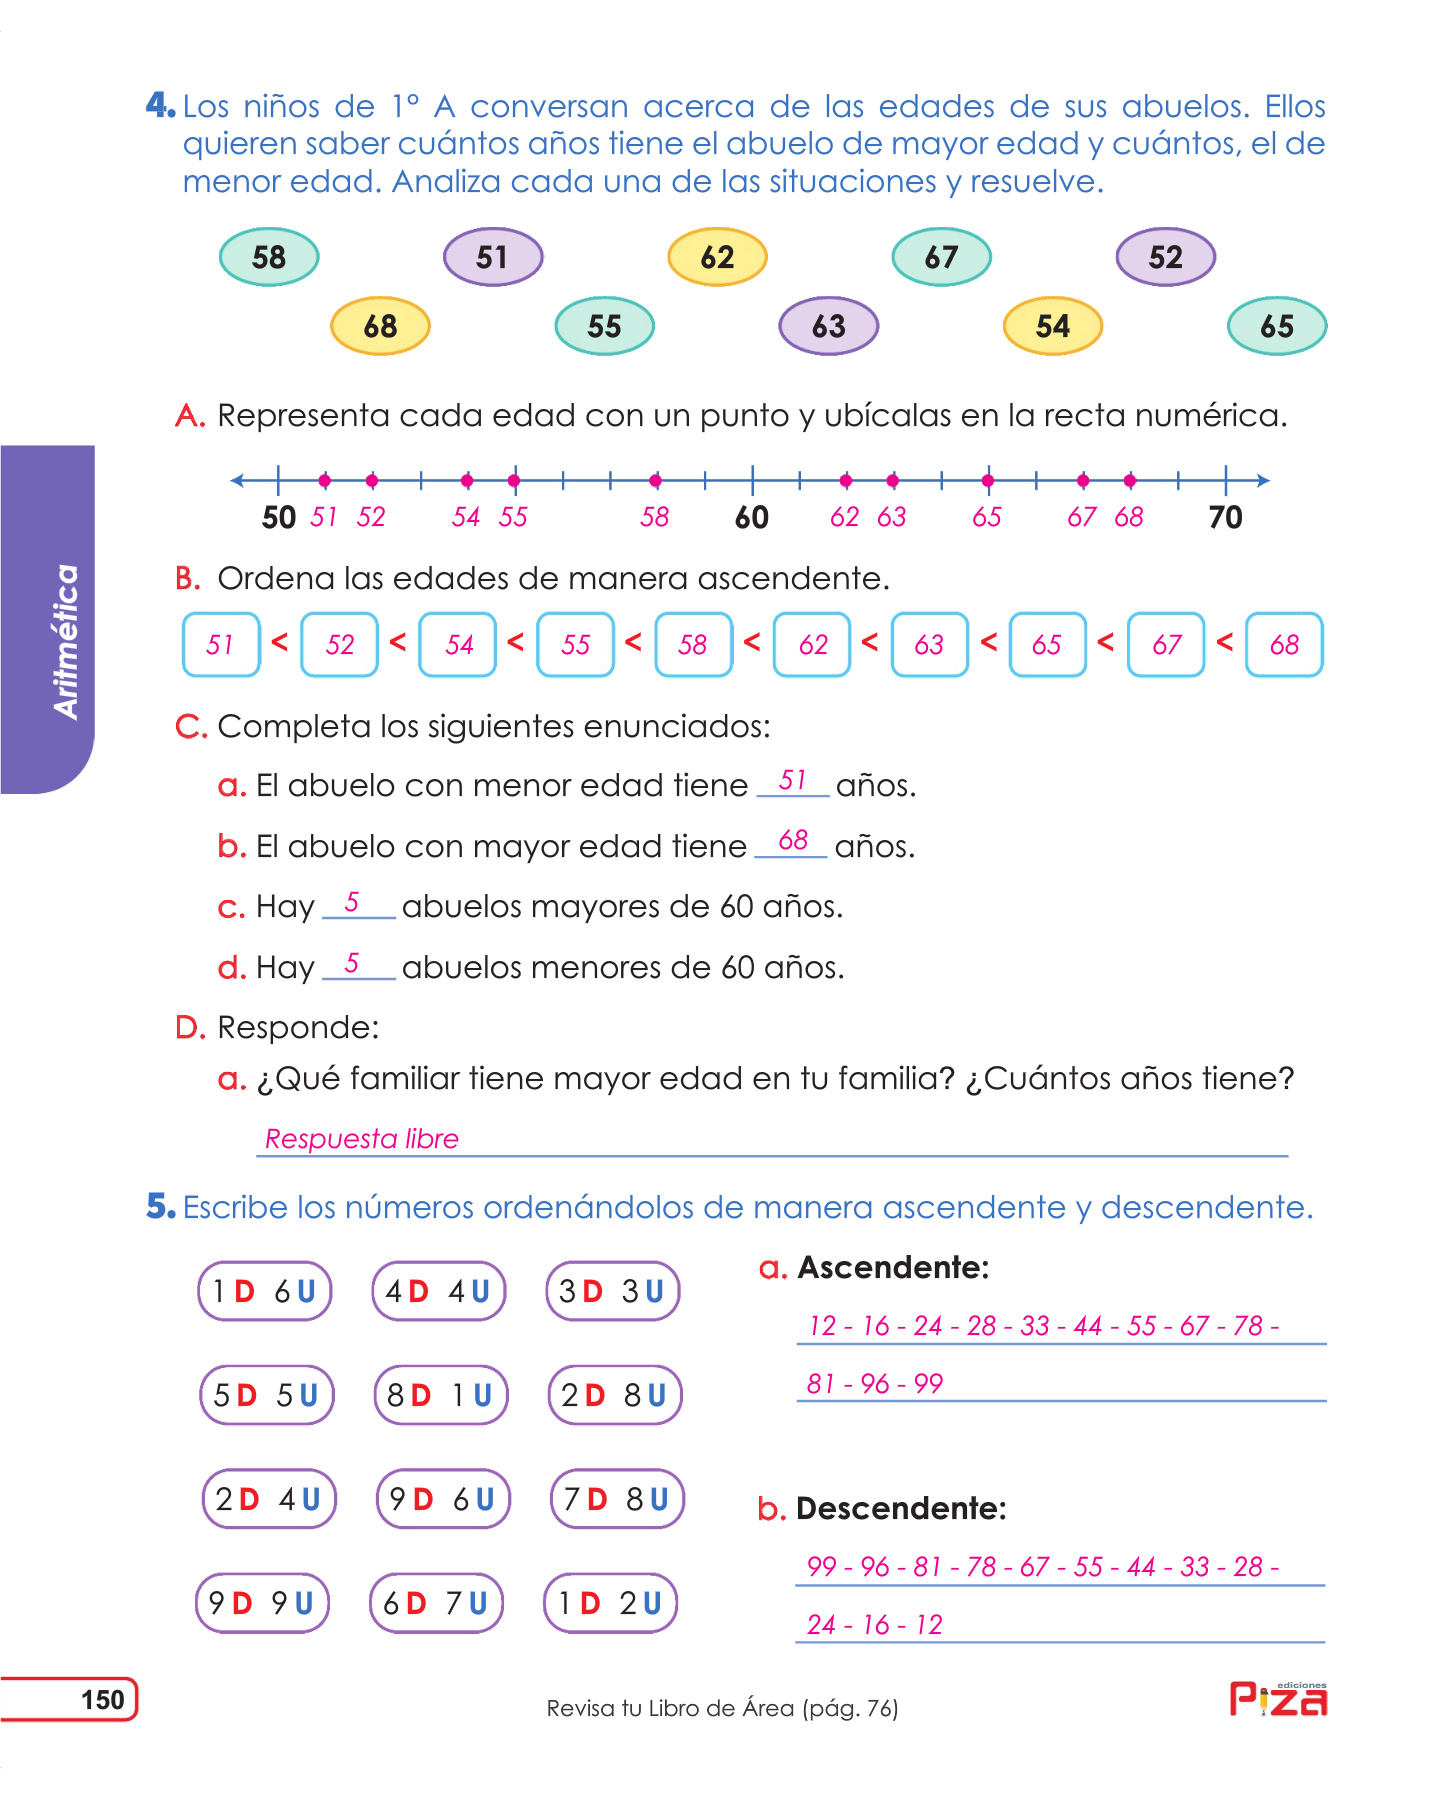 4. Los niños de 1° A conversan acerca de las edades de sus abuelos. Ellos
quieren saber cuántos años tiene el abuelo de mayor edad y cuántos, el de
menor edad. Analiza cada una de las situaciones y resuelve.
58 51 62 67 52
68 55 63 54 65
A. Representa cada edad con un punto y ubícalas en la recta numérica.
50 51 52 54 55 58 60 62 63 65 67 68 70
B. Ordena las edades de manera ascendente.
51 < 52 < 54 < 55 < 58 < 62 < 63 < 65 < 67 < 68
Aritmética
C. Completa los siguientes enunciados:
a. El abuelo con menor edad tiene 51 años.
b. El abuelo con mayor edad tiene 68 años.
c. Hay 5 abuelos mayores de 60 años.
d. Hay 5 abuelos menores de 60 años.
D. Responde:
a. ¿Qué familiar tiene mayor edad en tu familia? ¿Cuántos años tiene?
Respuesta libre
5. Escribe los números ordenándolos de manera ascendente y descendente.
1 D 6 U 4 D 4 U 3 D 3 U
5 D 5 U 8 D 1 U 2 D 8 U
2 D 4 U 9 D 6 U 7 D 8 U
9 D 9 U 6 D 7 U 1 D 2 U
a. Ascendente:
12 - 16 - 24 - 28 - 33 - 44 - 55 - 67 - 78 -
81 - 96 - 99
b. Descendente:
99 - 96 - 81 - 78 - 67 - 55 - 44 - 33 - 28 -
24 - 16 - 12
150
Revisa tu Libro de Área (pág. 76)
ediciones
Piza